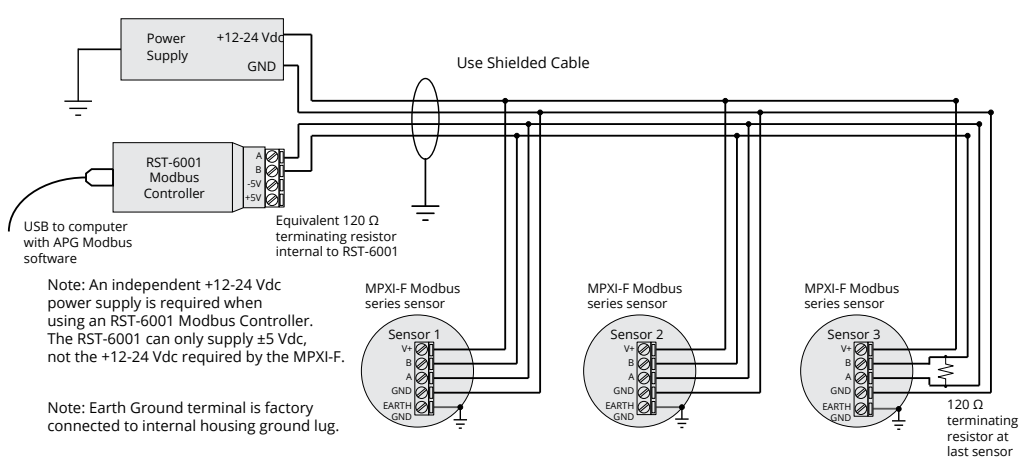 Power
Supply
+12-24 Vdc
GND
Use Shielded Cable
RST-6001
Modbus
Controller
A
B
-5V
+5V
USB to computer
with APG Modbus
software
Equivalent 120 Ω
terminating resistor
internal to RST-6001
Note: An independent +12-24 Vdc
power supply is required when
using an RST-6001 Modbus Controller.
The RST-6001 can only supply ±5 Vdc,
not the +12-24 Vdc required by the MPXI-F.
Note: Earth Ground terminal is factory
connected to internal housing ground lug.
MPXI-F Modbus
series sensor
Sensor 1
V+
B
A
GND
EARTH
GND
MPXI-F Modbus
series sensor
Sensor 2
V+
B
A
GND
EARTH
GND
MPXI-F Modbus
series sensor
Sensor 3
V+
B
A
GND
EARTH
GND
120 Ω
terminating
resistor at
last sensor